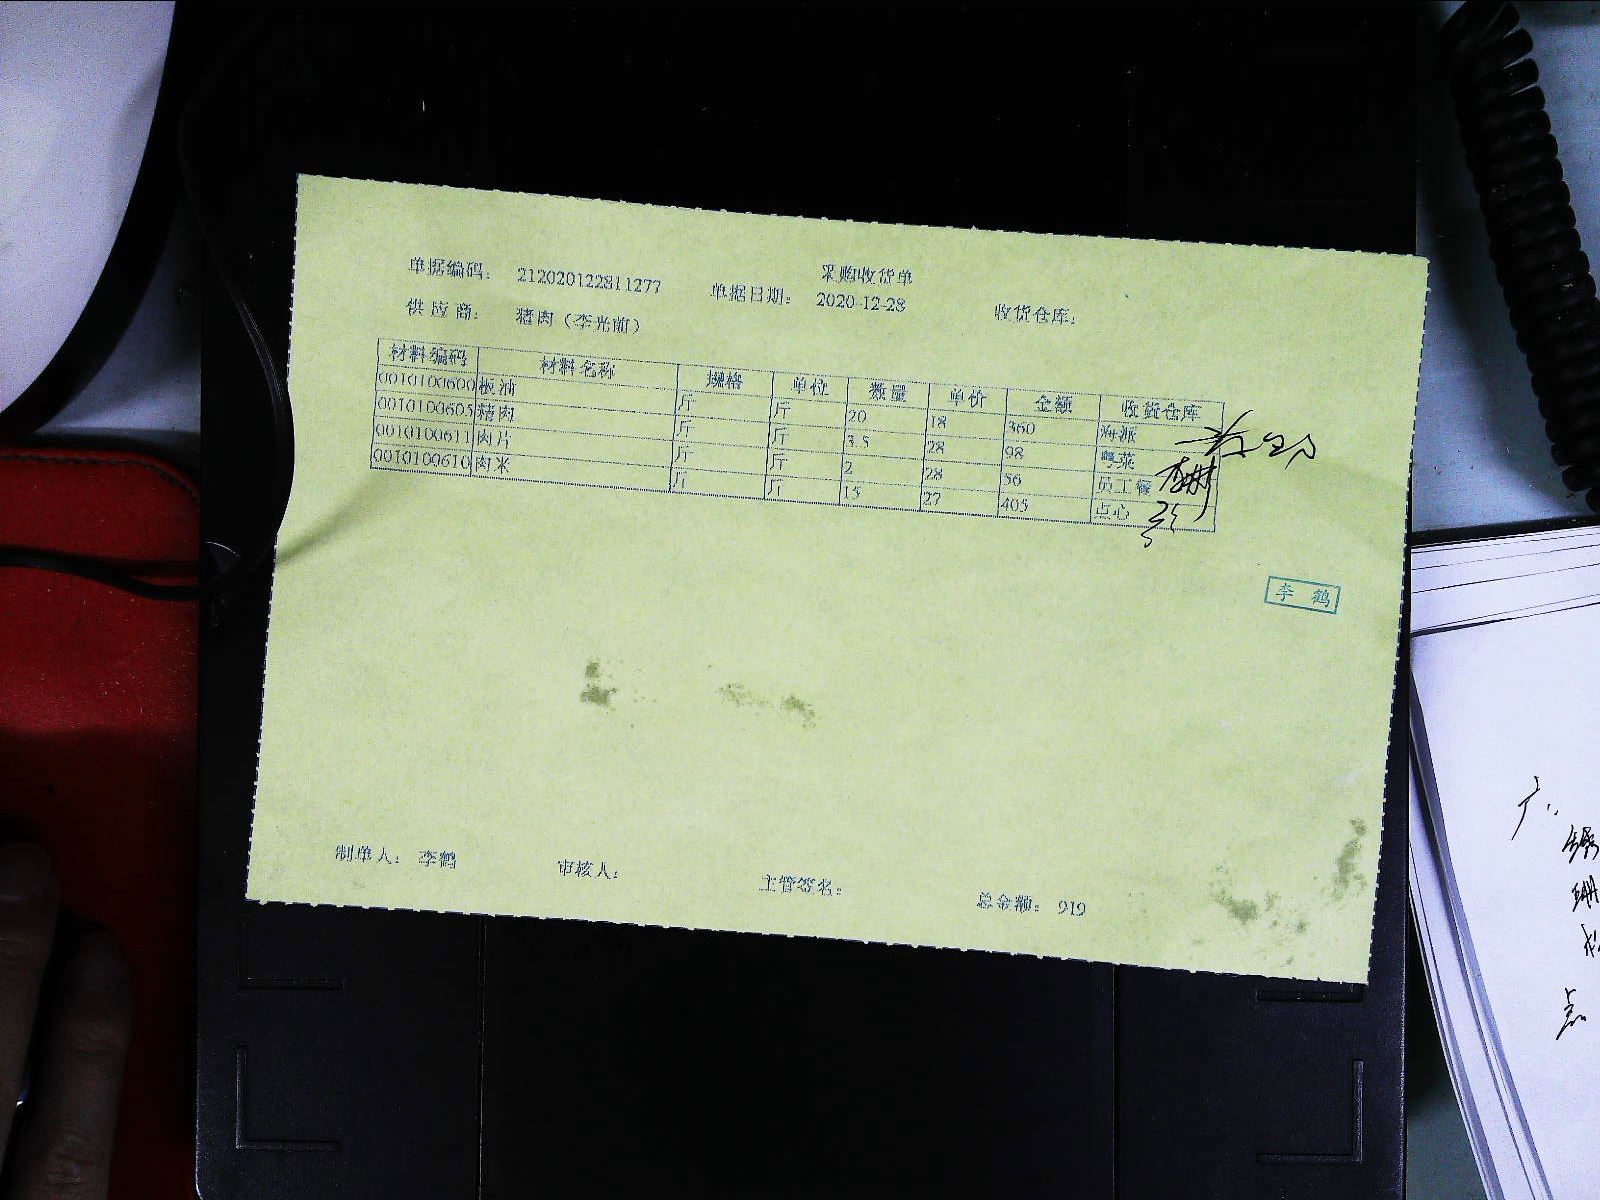 采购收货单
单据编码： 212020122811277 单据日期： 2020-12-28 收货仓库：
供应商： 猪肉（李光前）
材料编码 材料名称 规格 单位 数量 单价 金额 收货仓库
0010100600 板油 斤 斤 20 18 360 海派
0010100605 精肉 斤 斤 3.5 28 98 粤菜
0010100611 肉片 斤 斤 2 28 56 员工餐
0010100610 肉米 斤 斤 15 27 405 点心
李鹤
制单人： 李鹤 审核人： 主管签名： 总金额： 919